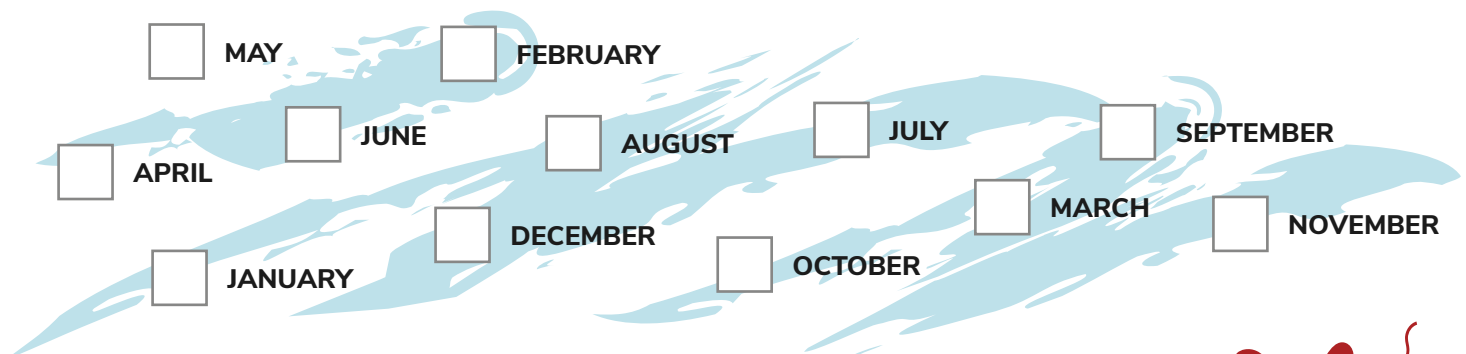 MAY
FEBRUARY
JUNE
AUGUST
JULY
SEPTEMBER
APRIL
MARCH
NOVEMBER
DECEMBER
OCTOBER
JANUARY